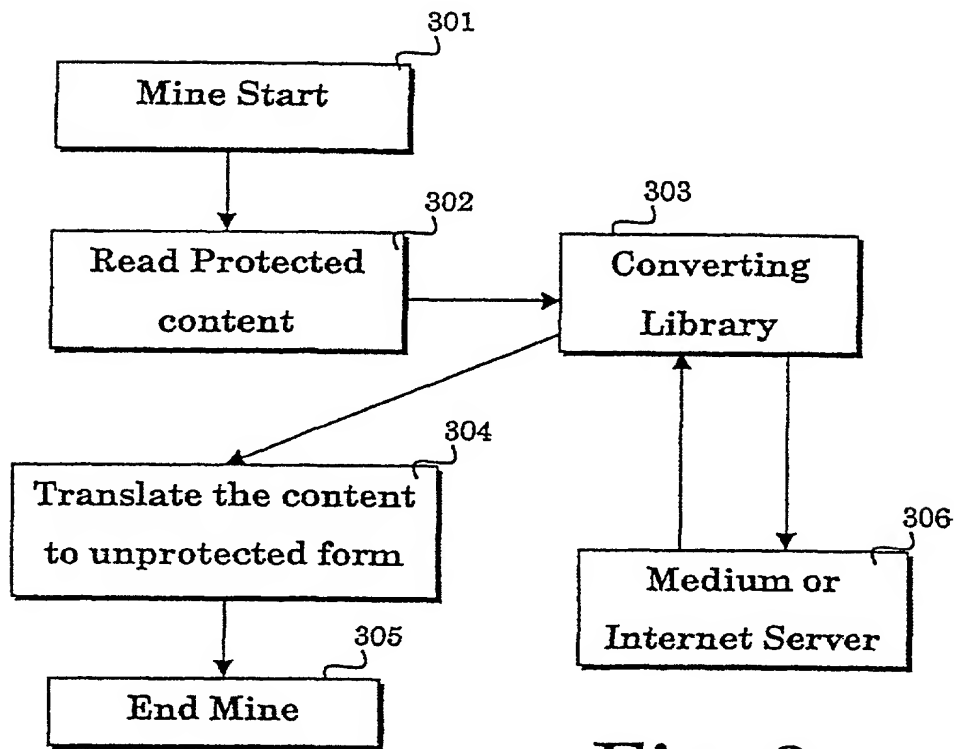 301
Mine Start
302
Read Protected
content
303
Converting
Library
304
Translate the content
to unprotected form
306
Medium or
Internet Server
305
End Mine